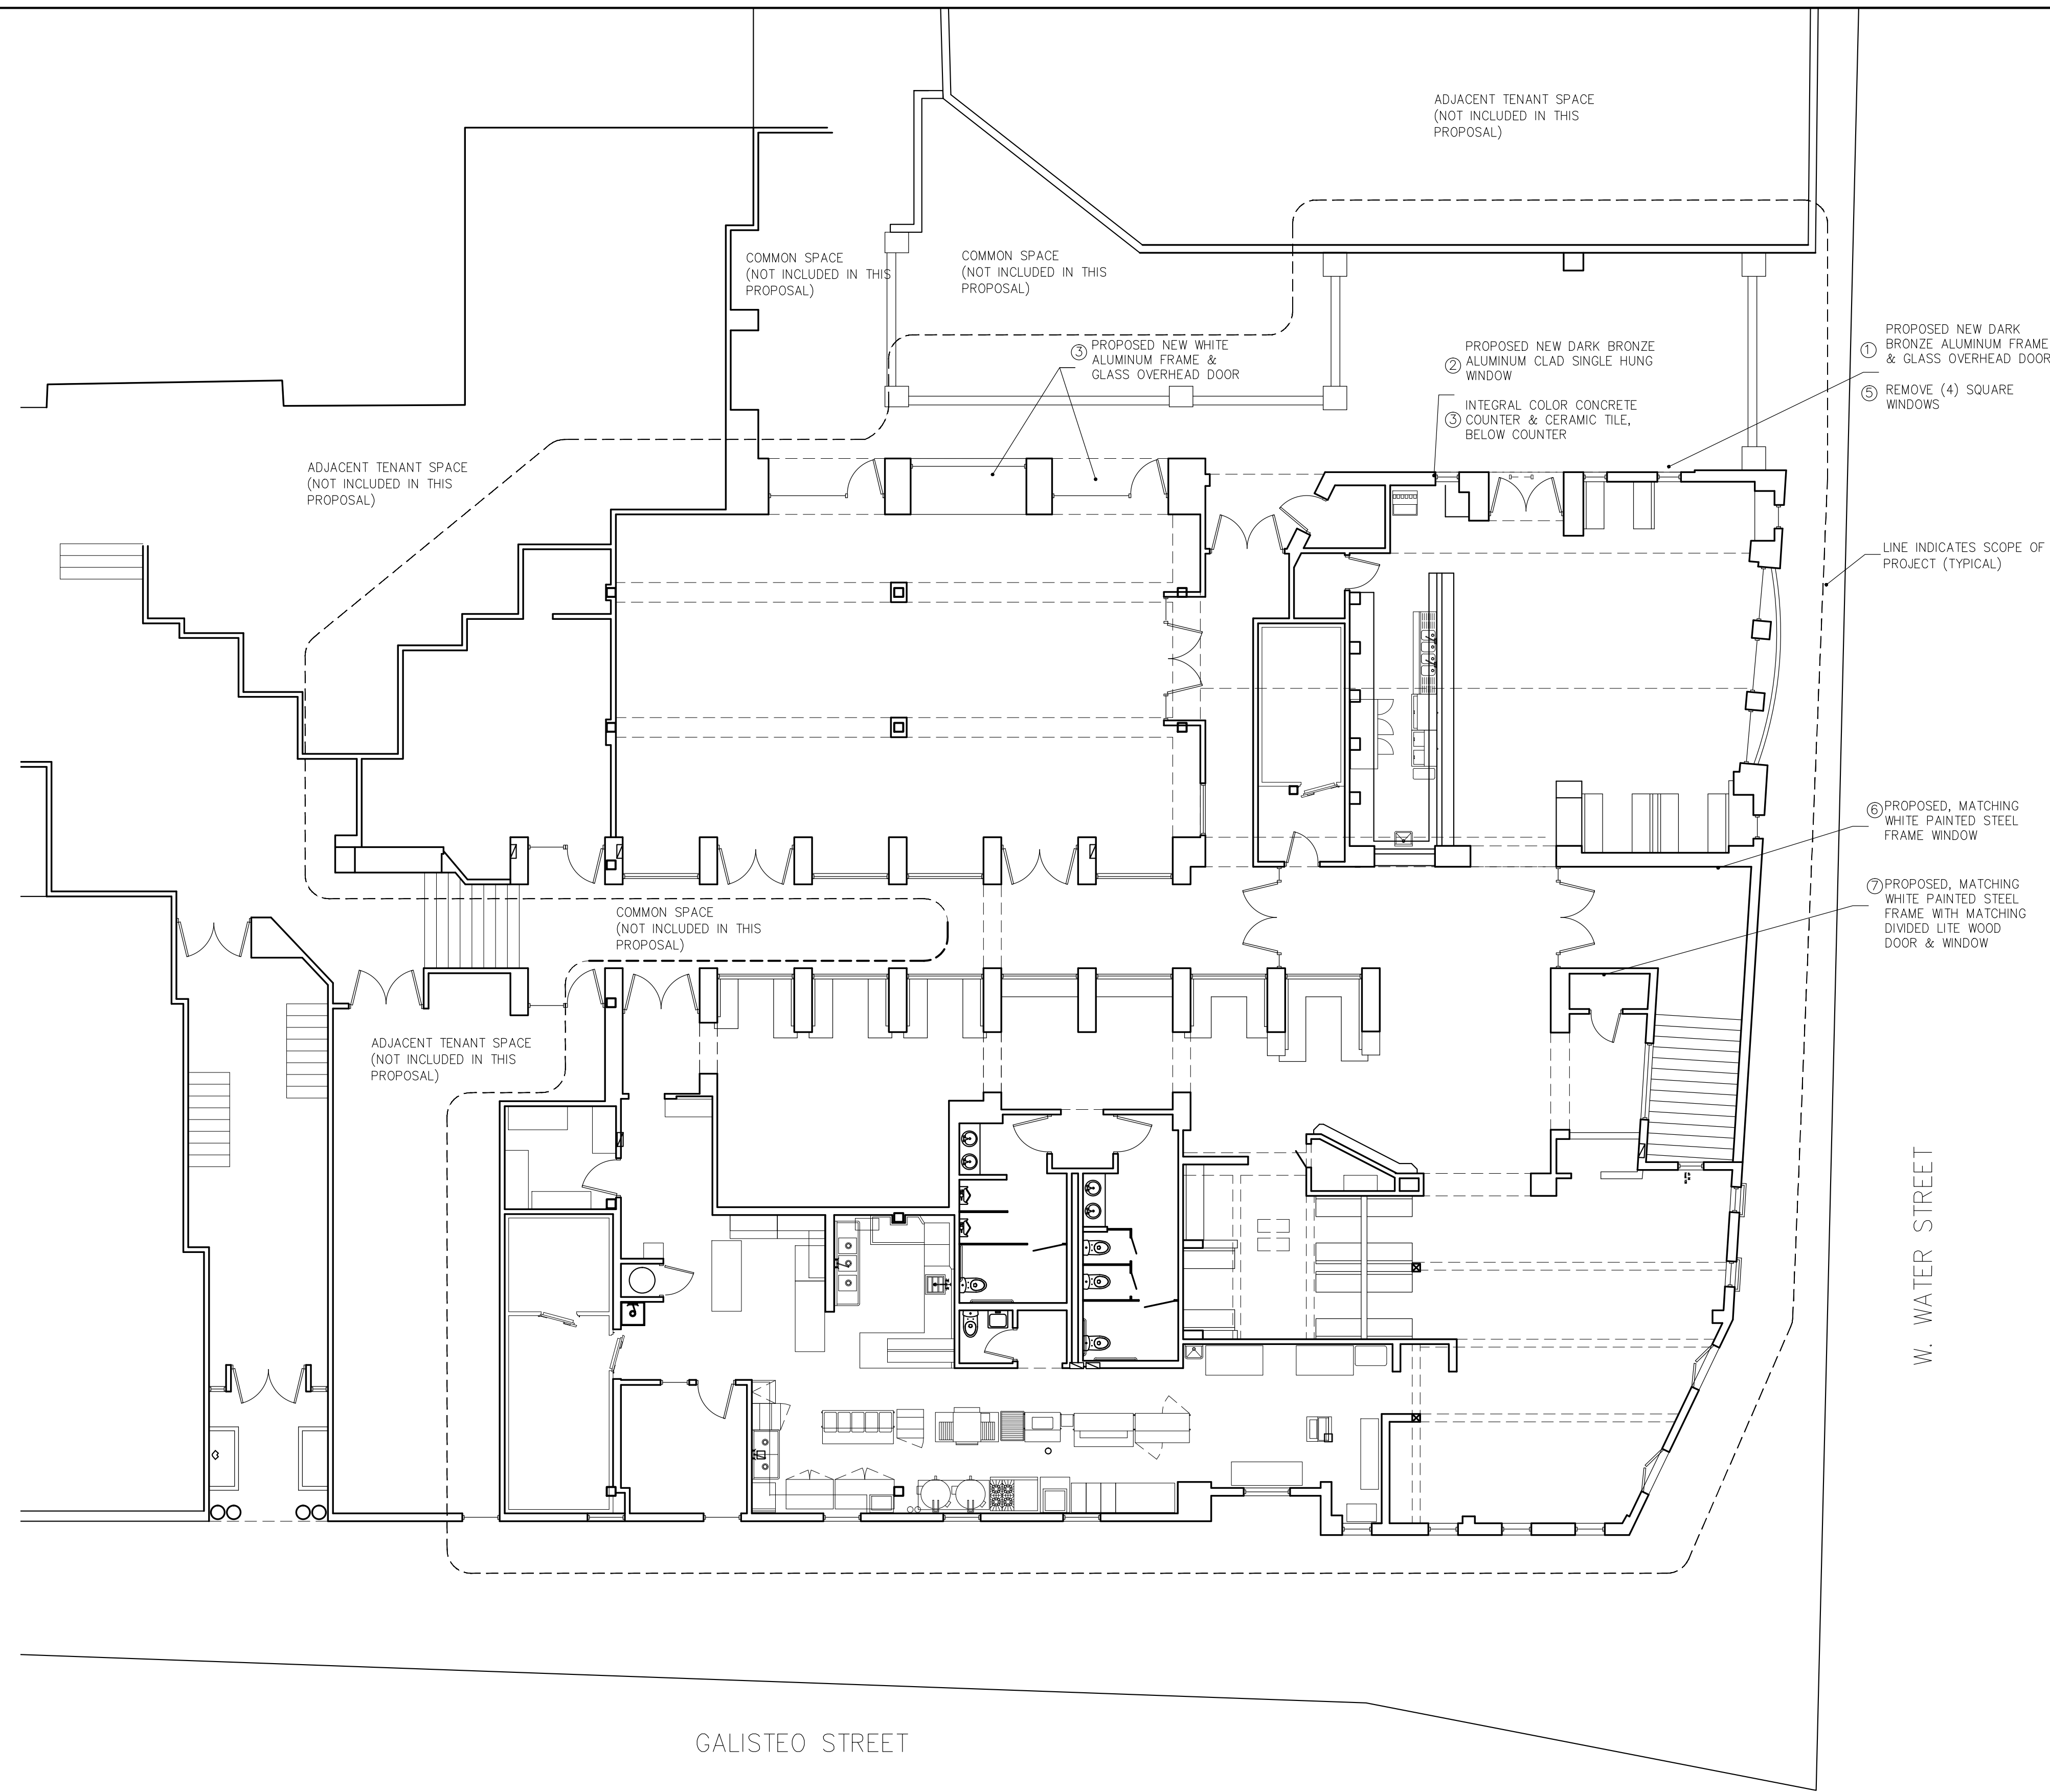 ADJACENT TENANT SPACE
(NOT INCLUDED IN THIS
PROPOSAL)
COMMON SPACE
(NOT INCLUDED IN THIS
PROPOSAL)
COMMON SPACE
(NOT INCLUDED IN THIS
PROPOSAL)
③ PROPOSED NEW WHITE
ALUMINUM FRAME &
GLASS OVERHEAD DOOR
PROPOSED NEW DARK BRONZE
② ALUMINUM CLAD SINGLE HUNG
WINDOW
INTEGRAL COLOR CONCRETE
③ COUNTER & CERAMIC TILE,
BELOW COUNTER
PROPOSED NEW DARK
① BRONZE ALUMINUM FRAME
& GLASS OVERHEAD DOOR
⑤ REMOVE (4) SQUARE
WINDOWS
ADJACENT TENANT SPACE
(NOT INCLUDED IN THIS
PROPOSAL)
LINE INDICATES SCOPE OF
PROJECT (TYPICAL)
⑥ PROPOSED, MATCHING
WHITE PAINTED STEEL
FRAME WINDOW
⑦ PROPOSED, MATCHING
WHITE PAINTED STEEL
FRAME WITH MATCHING
DIVIDED LITE WOOD
DOOR & WINDOW
COMMON SPACE
(NOT INCLUDED IN THIS
PROPOSAL)
ADJACENT TENANT SPACE
(NOT INCLUDED IN THIS
PROPOSAL)
W. WATER STREET
GALISTEO STREET